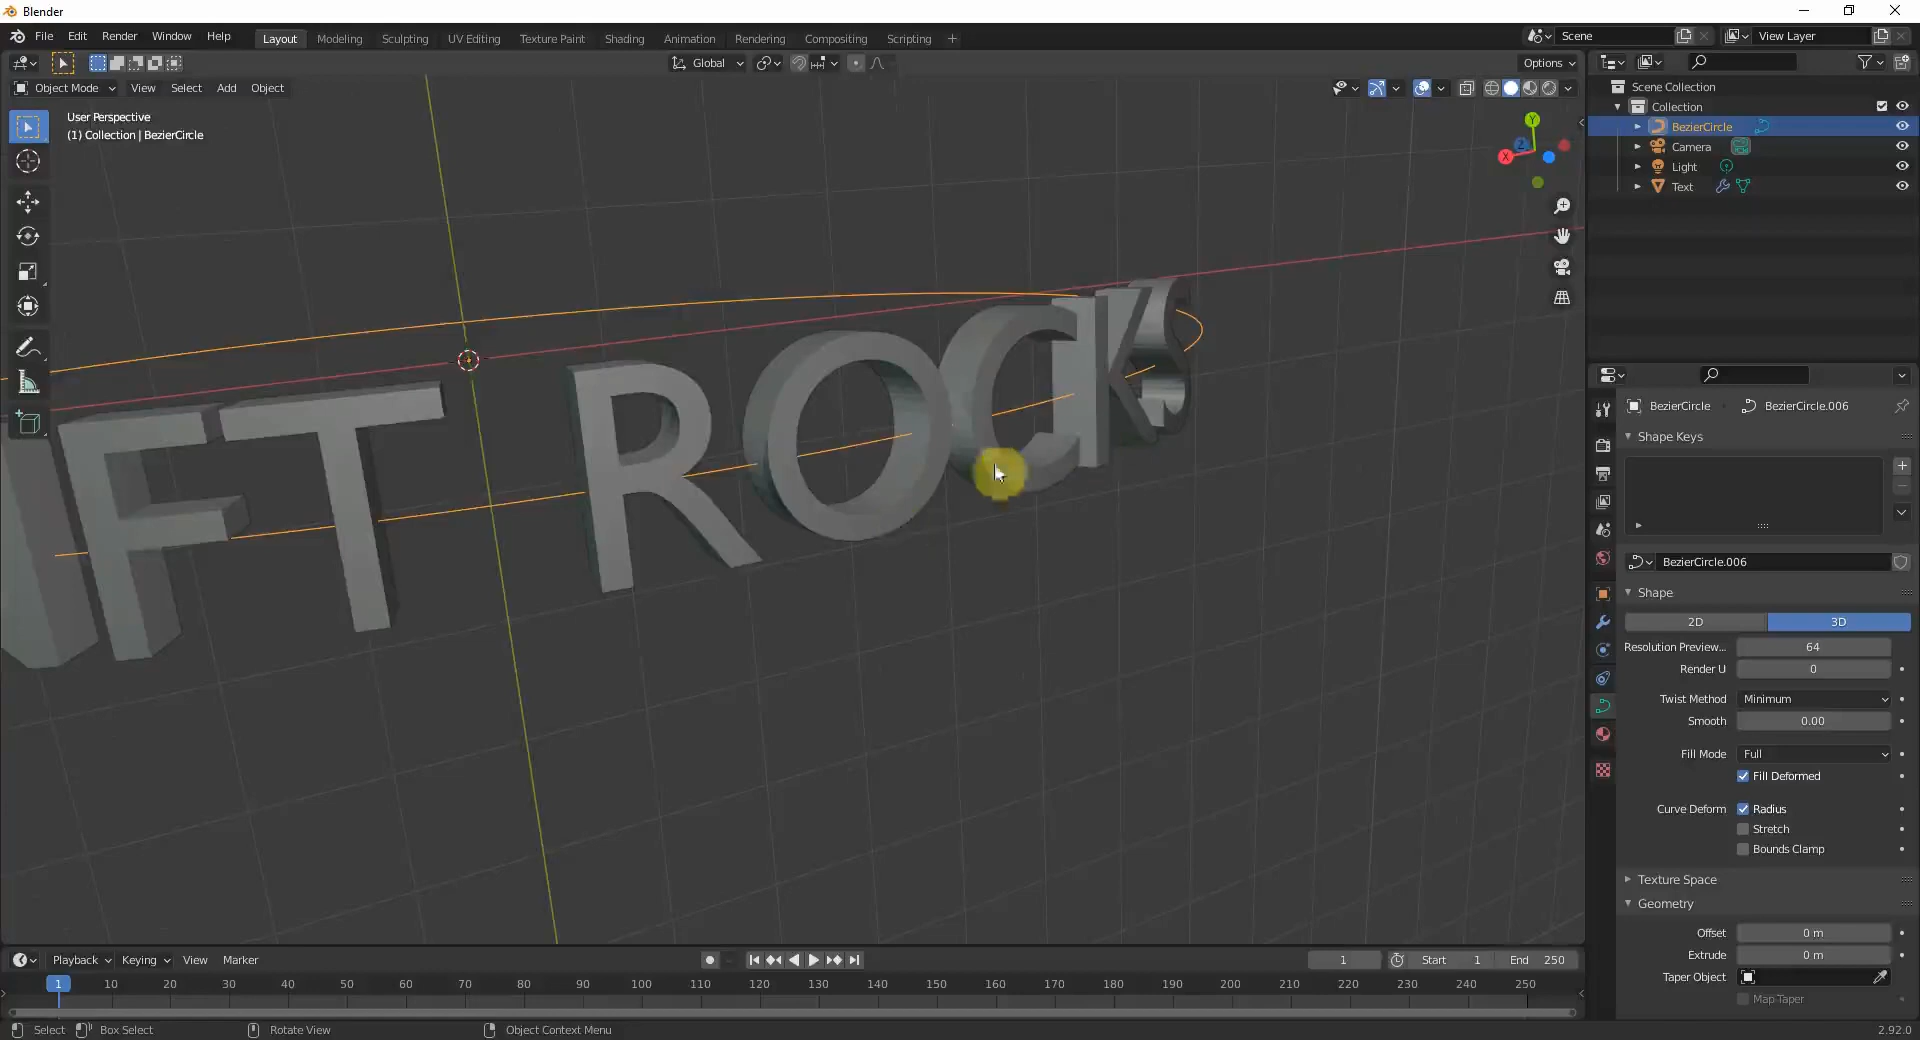 Blender
File Edit Render Window Help Layout Modeling Sculpting UV Editing Texture Paint Shading Animation Rendering Compositing Scripting + Scene View Layer
Global Options
Object Mode View Select Add Object
User Perspective
(1) Collection | BezierCircle
Y
X
Z
FT ROCKS
Scene Collection
Collection
BezierCircle
Camera
Light
Text
BezierCircle BezierCircle.006
Shape Keys
BezierCircle.006
Shape
2D 3D
Resolution Preview... 64
Render U 0
Twist Method Minimum
Smooth 0.00
Fill Mode Full
Fill Deformed
Curve Deform Radius
Stretch
Bounds Clamp
Texture Space
Geometry
Offset 0 m
Extrude 0 m
Taper Object
Map Taper
Playback Keying View Marker 1 Start 1 End 250
1 10 20 30 40 50 60 70 80 90 100 110 120 130 140 150 160 170 180 190 200 210 220 230 240 250
Select Box Select Rotate View Object Context Menu 2.92.0